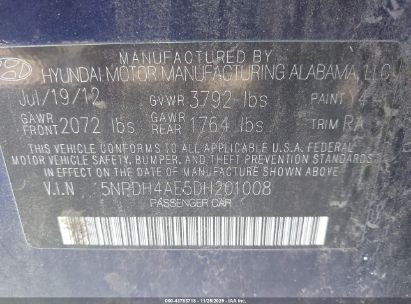 MANUFACTURED BY
HYUNDAI MOTOR MANUFACTURING ALABAMA, LLC
Jul/19/12 GVWR 3792 lbs PAINT 4
GAWR FRONT 2072 lbs GAWR REAR 1764 lbs TRIM RA
THIS VEHICLE CONFORMS TO ALL APPLICABLE U.S. FEDERAL
MOTOR VEHICLE SAFETY, BUMPER, AND THEFT PREVENTION STANDARDS
IN EFFECT ON THE DATE OF MANUFACTURE SHOWN ABOVE.
V.I.N 5NPDH4AE5DH201008
PASSENGER CAR